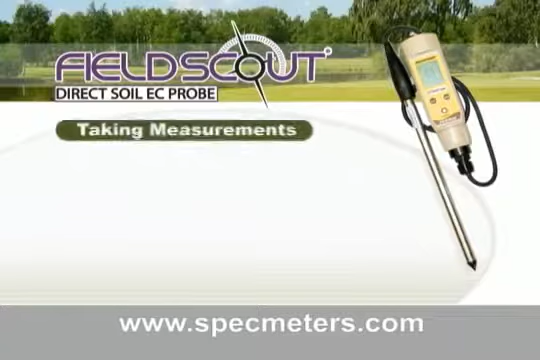 FIELDSCOUT®
DIRECT SOIL EC PROBE
Taking Measurements
www.specmeters.com